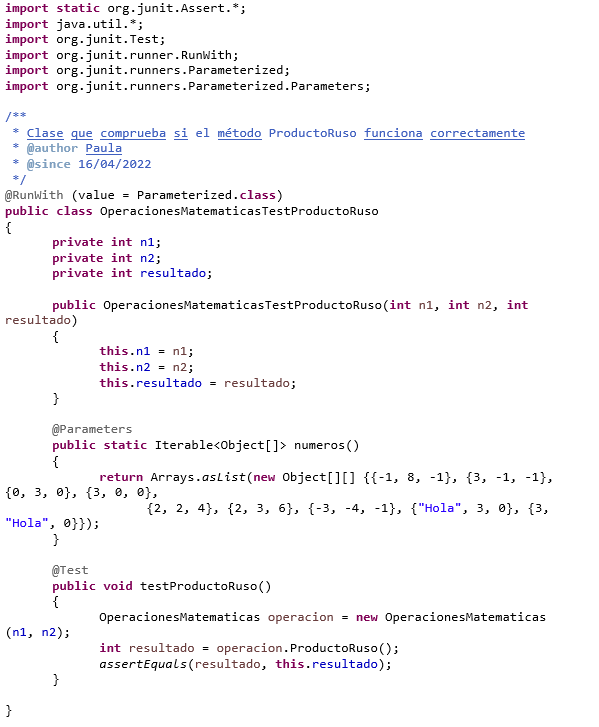 import static org.junit.Assert.*;
import java.util.*;
import org.junit.Test;
import org.junit.runner.RunWith;
import org.junit.runners.Parameterized;
import org.junit.runners.Parameterized.Parameters;

/**
 * Clase que comprueba si el método ProductoRuso funciona correctamente
 * @author Paula
 * @since 16/04/2022
 */
@RunWith (value = Parameterized.class)
public class OperacionesMatematicasTestProductoRuso
{
      private int n1;
      private int n2;
      private int resultado;

      public OperacionesMatematicasTestProductoRuso(int n1, int n2, int
resultado)
      {
            this.n1 = n1;
            this.n2 = n2;
            this.resultado = resultado;
      }

      @Parameters
      public static Iterable<Object[]> numeros()
      {
            return Arrays.asList(new Object[][] {{-1, 8, -1}, {3, -1, -1},
{0, 3, 0}, {3, 0, 0},
                  {2, 2, 4}, {2, 3, 6}, {-3, -4, -1}, {"Hola", 3, 0}, {3,
"Hola", 0}});
      }

      @Test
      public void testProductoRuso()
      {
            OperacionesMatematicas operacion = new OperacionesMatematicas
(n1, n2);
            int resultado = operacion.ProductoRuso();
            assertEquals(resultado, this.resultado);
      }

}